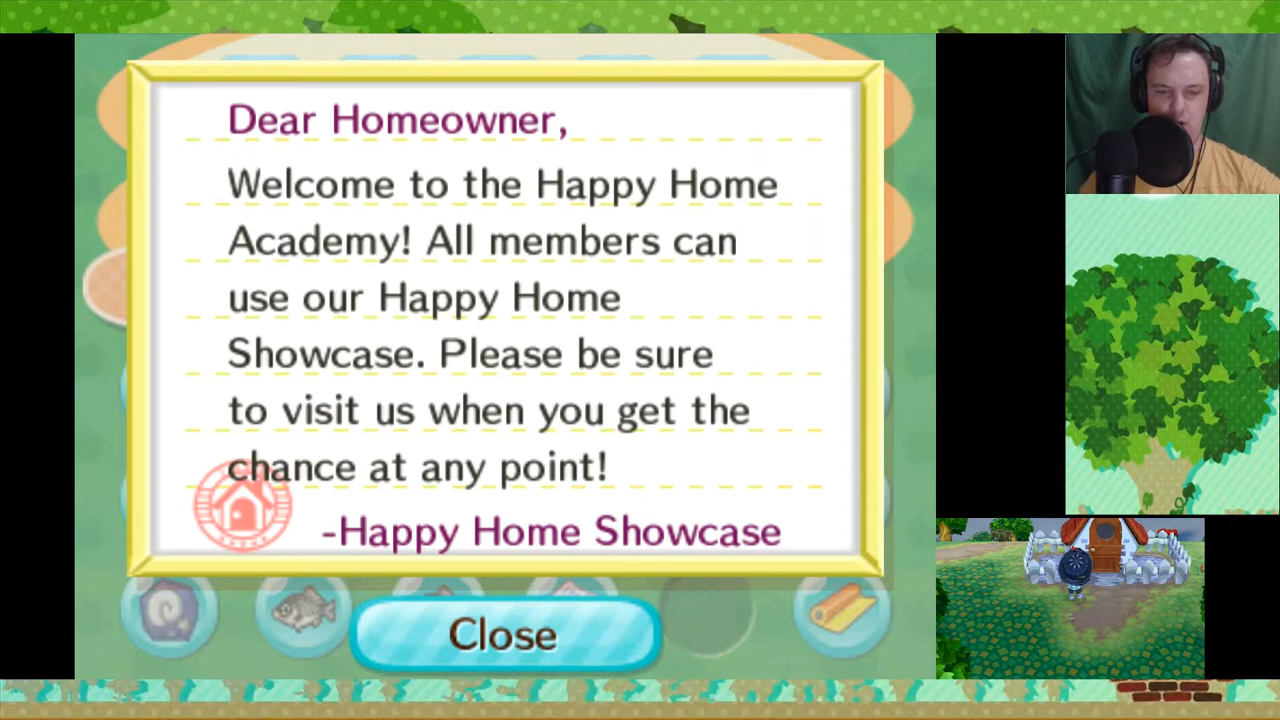 Dear Homeowner,
Welcome to the Happy Home
Academy! All members can
use our Happy Home
Showcase. Please be sure
to visit us when you get the
chance at any point!
-Happy Home Showcase
Close